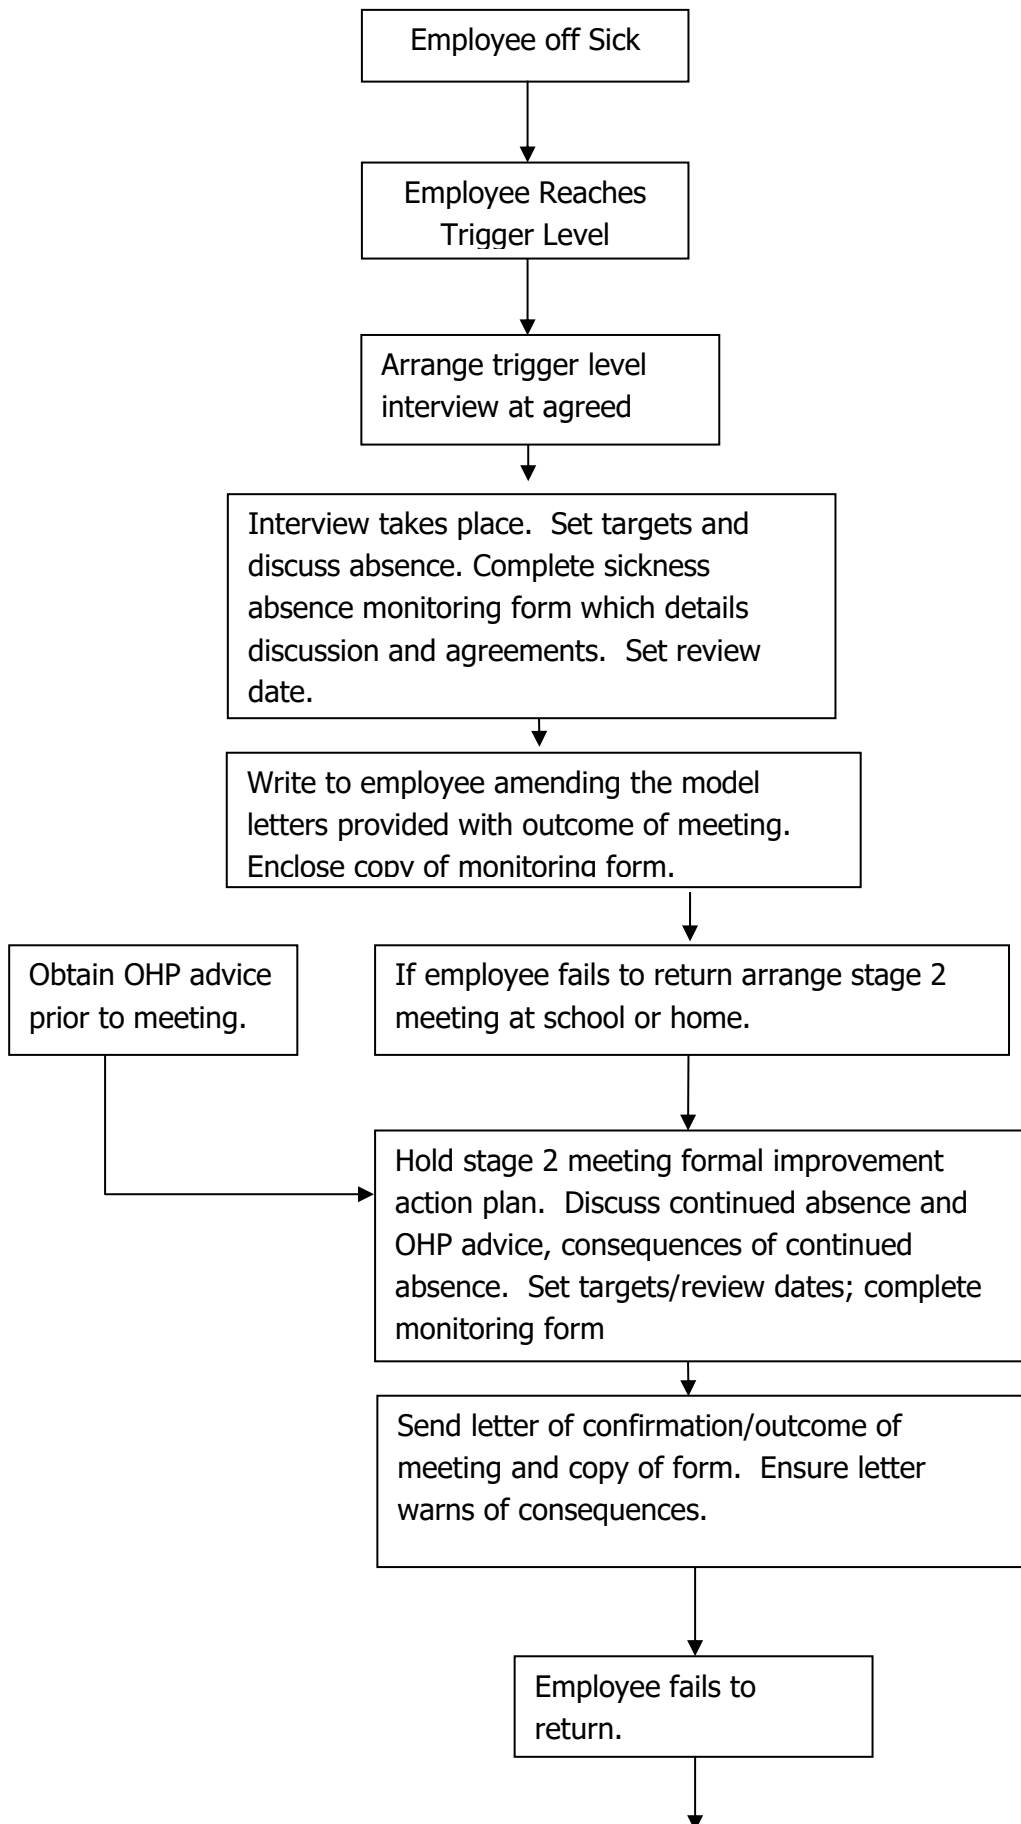 Employee off Sick
Employee Reaches
Trigger Level
Arrange trigger level
interview at agreed
Interview takes place.  Set targets and
discuss absence. Complete sickness
absence monitoring form which details
discussion and agreements.  Set review
date.
Write to employee amending the model
letters provided with outcome of meeting.
Enclose copy of monitoring form.
Obtain OHP advice
prior to meeting.
If employee fails to return arrange stage 2
meeting at school or home.
Hold stage 2 meeting formal improvement
action plan.  Discuss continued absence and
OHP advice, consequences of continued
absence.  Set targets/review dates; complete
monitoring form
Send letter of confirmation/outcome of
meeting and copy of form.  Ensure letter
warns of consequences.
Employee fails to
return.